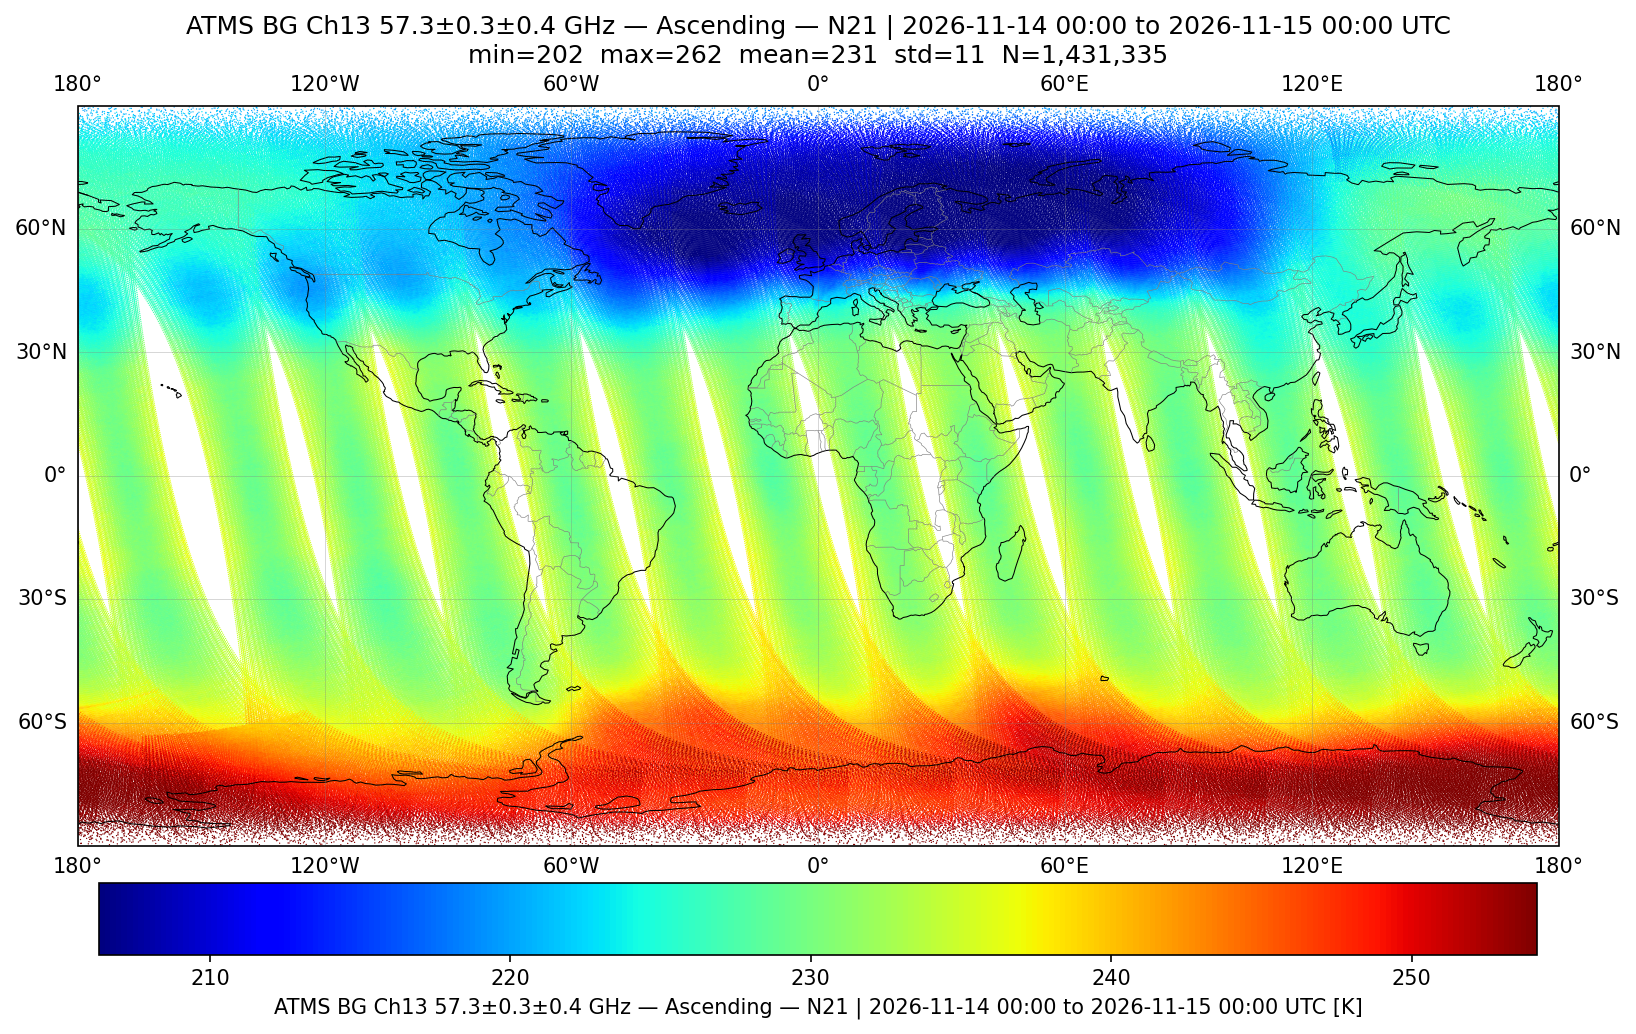 ATMS BG Ch13 57.3±0.3±0.4 GHz — Ascending — N21 | 2026-11-14 00:00 to 2026-11-15 00:00 UTC
min=202 max=262 mean=231 std=11 N=1,431,335
180° 120°W 60°W 0° 60°E 120°E 180°
60°N 60°N
30°N 30°N
0° 0°
30°S 30°S
60°S 60°S
180° 120°W 60°W 0° 60°E 120°E 180°
210 220 230 240 250
ATMS BG Ch13 57.3±0.3±0.4 GHz — Ascending — N21 | 2026-11-14 00:00 to 2026-11-15 00:00 UTC [K]